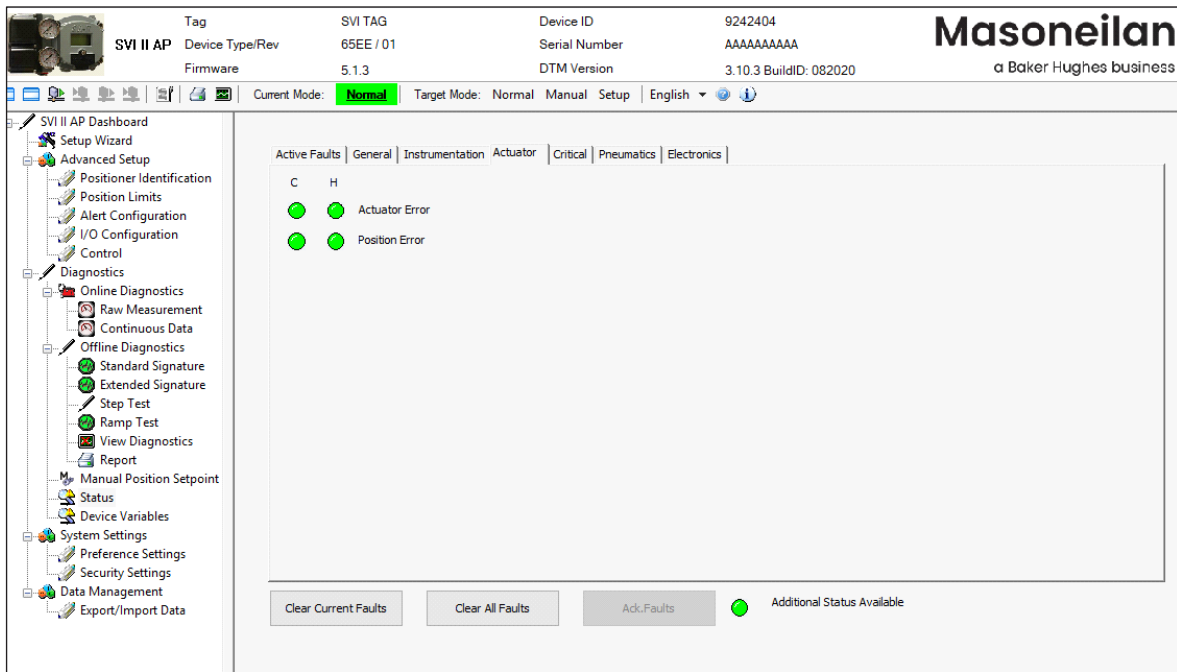 Tag SVI TAG Device ID 9242404
SVI II AP Device Type/Rev 65EE / 01 Serial Number AAAAAAAAAA
Firmware 5.1.3 DTM Version 3.10.3 BuildID: 082020
Masoneilan
a Baker Hughes business
Current Mode: Normal Target Mode: Normal Manual Setup English
SVI II AP Dashboard
Setup Wizard
Advanced Setup
Positioner Identification
Position Limits
Alert Configuration
I/O Configuration
Control
Diagnostics
Online Diagnostics
Raw Measurement
Continuous Data
Offline Diagnostics
Standard Signature
Extended Signature
Step Test
Ramp Test
View Diagnostics
Report
Manual Position Setpoint
Status
Device Variables
System Settings
Preference Settings
Security Settings
Data Management
Export/Import Data
Active Faults General Instrumentation Actuator Critical Pneumatics Electronics
C H
Actuator Error
Position Error
Clear Current Faults Clear All Faults Ack.Faults Additional Status Available